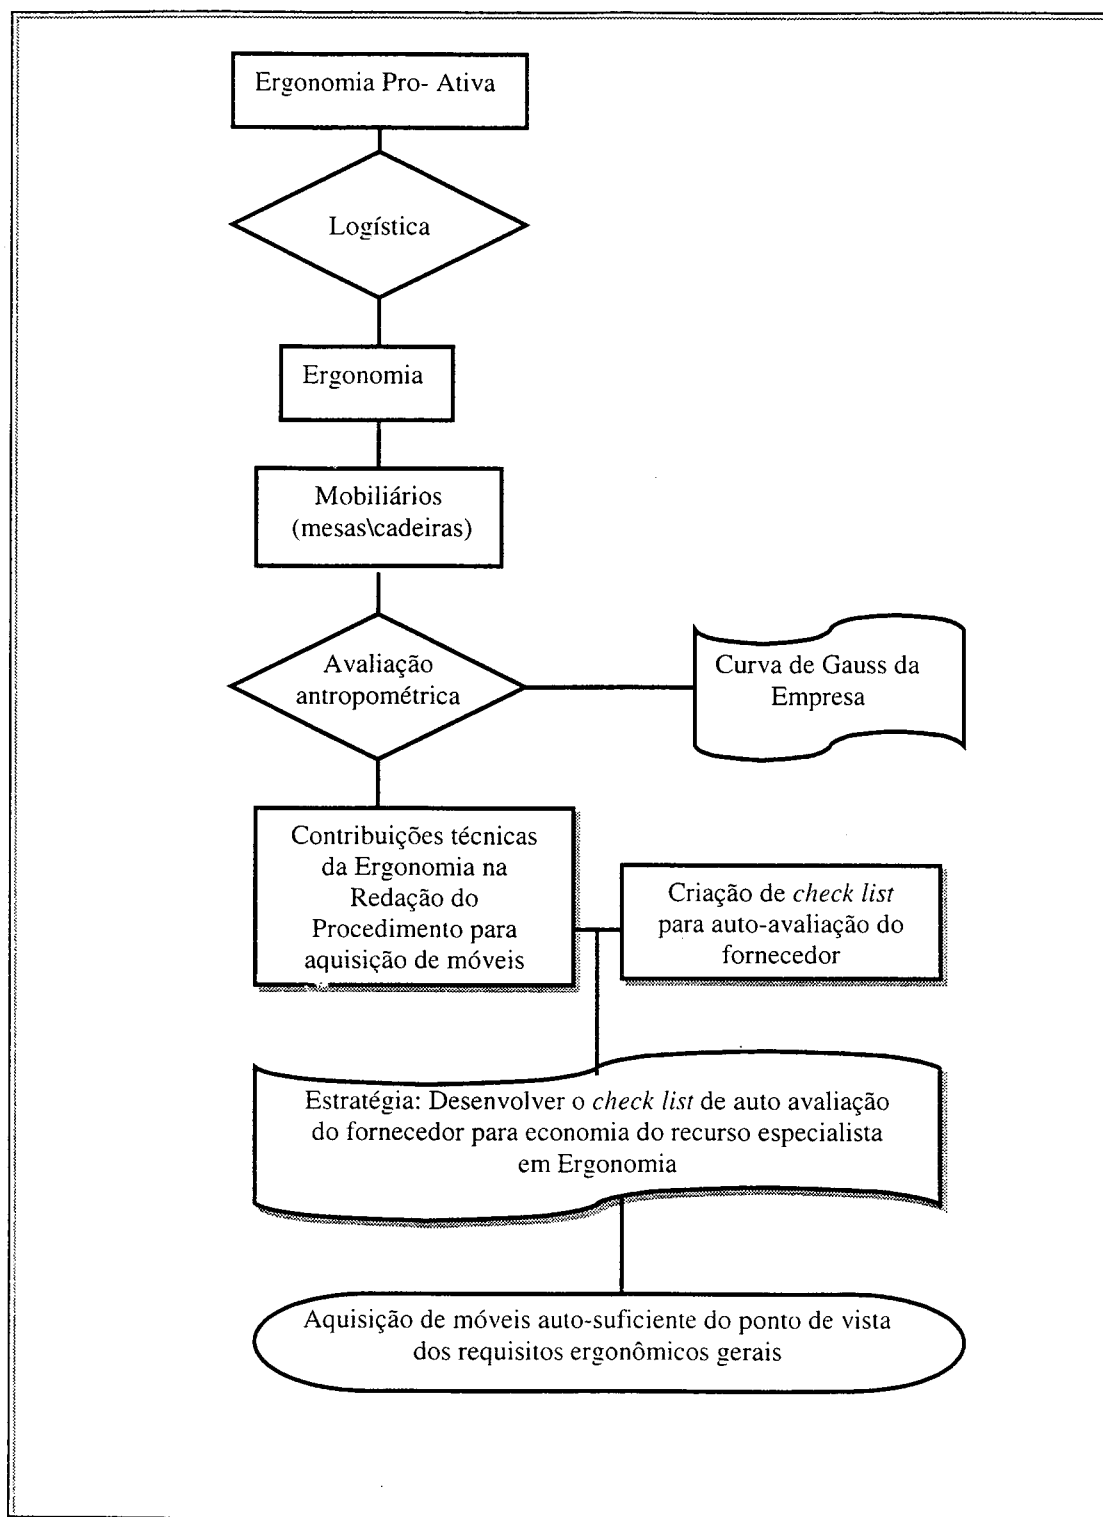 Ergonomia Pro- Ativa
Logística
Ergonomia
Mobiliários
(mesas\cadeiras)
Avaliação
antropométrica
Curva de Gauss da
Empresa
Contribuições técnicas
da Ergonomia na
Redação do
Procedimento para
aquisição de móveis
Criação de check list
para auto-avaliação do
fornecedor
Estratégia: Desenvolver o check list de auto avaliação
do fornecedor para economia do recurso especialista
em Ergonomia
Aquisição de móveis auto-suficiente do ponto de vista
dos requisitos ergonômicos gerais